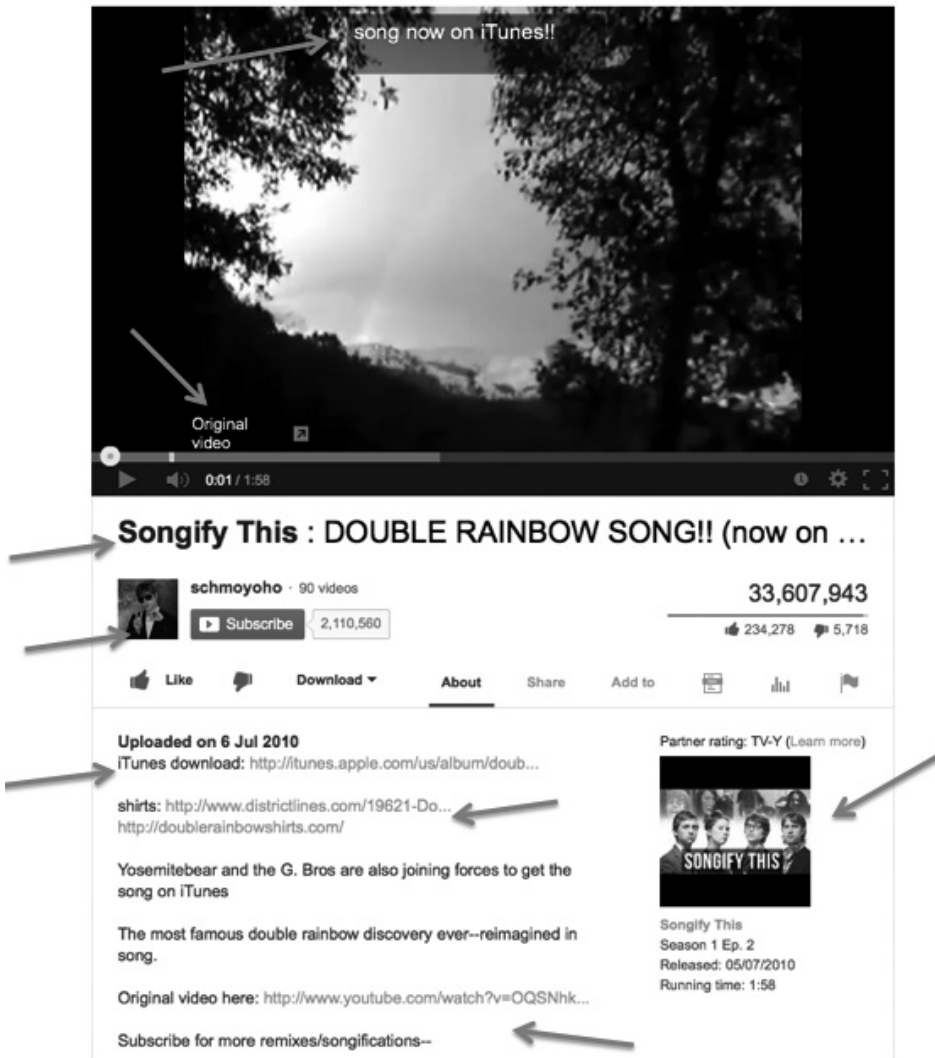 song now on iTunes!!
Original
video
0:01 / 1:58
Songify This : DOUBLE RAINBOW SONG!! (now on ...
schmoyoho · 90 videos
33,607,943
Subscribe 2,110,560
234,278 5,718
Like Download About Share Add to
Uploaded on 6 Jul 2010
iTunes download: http://itunes.apple.com/us/album/doub...
shirts: http://www.districtlines.com/19621-Do...
http://doublerainbowshirts.com/
Yosemitebear and the G. Bros are also joining forces to get the
song on iTunes
The most famous double rainbow discovery ever--reimagined in
song.
Original video here: http://www.youtube.com/watch?v=OQSNhk...
Subscribe for more remixes/songifications--
Partner rating: TV-Y (Learn more)
SONGIFY THIS
Songify This
Season 1 Ep. 2
Released: 05/07/2010
Running time: 1:58